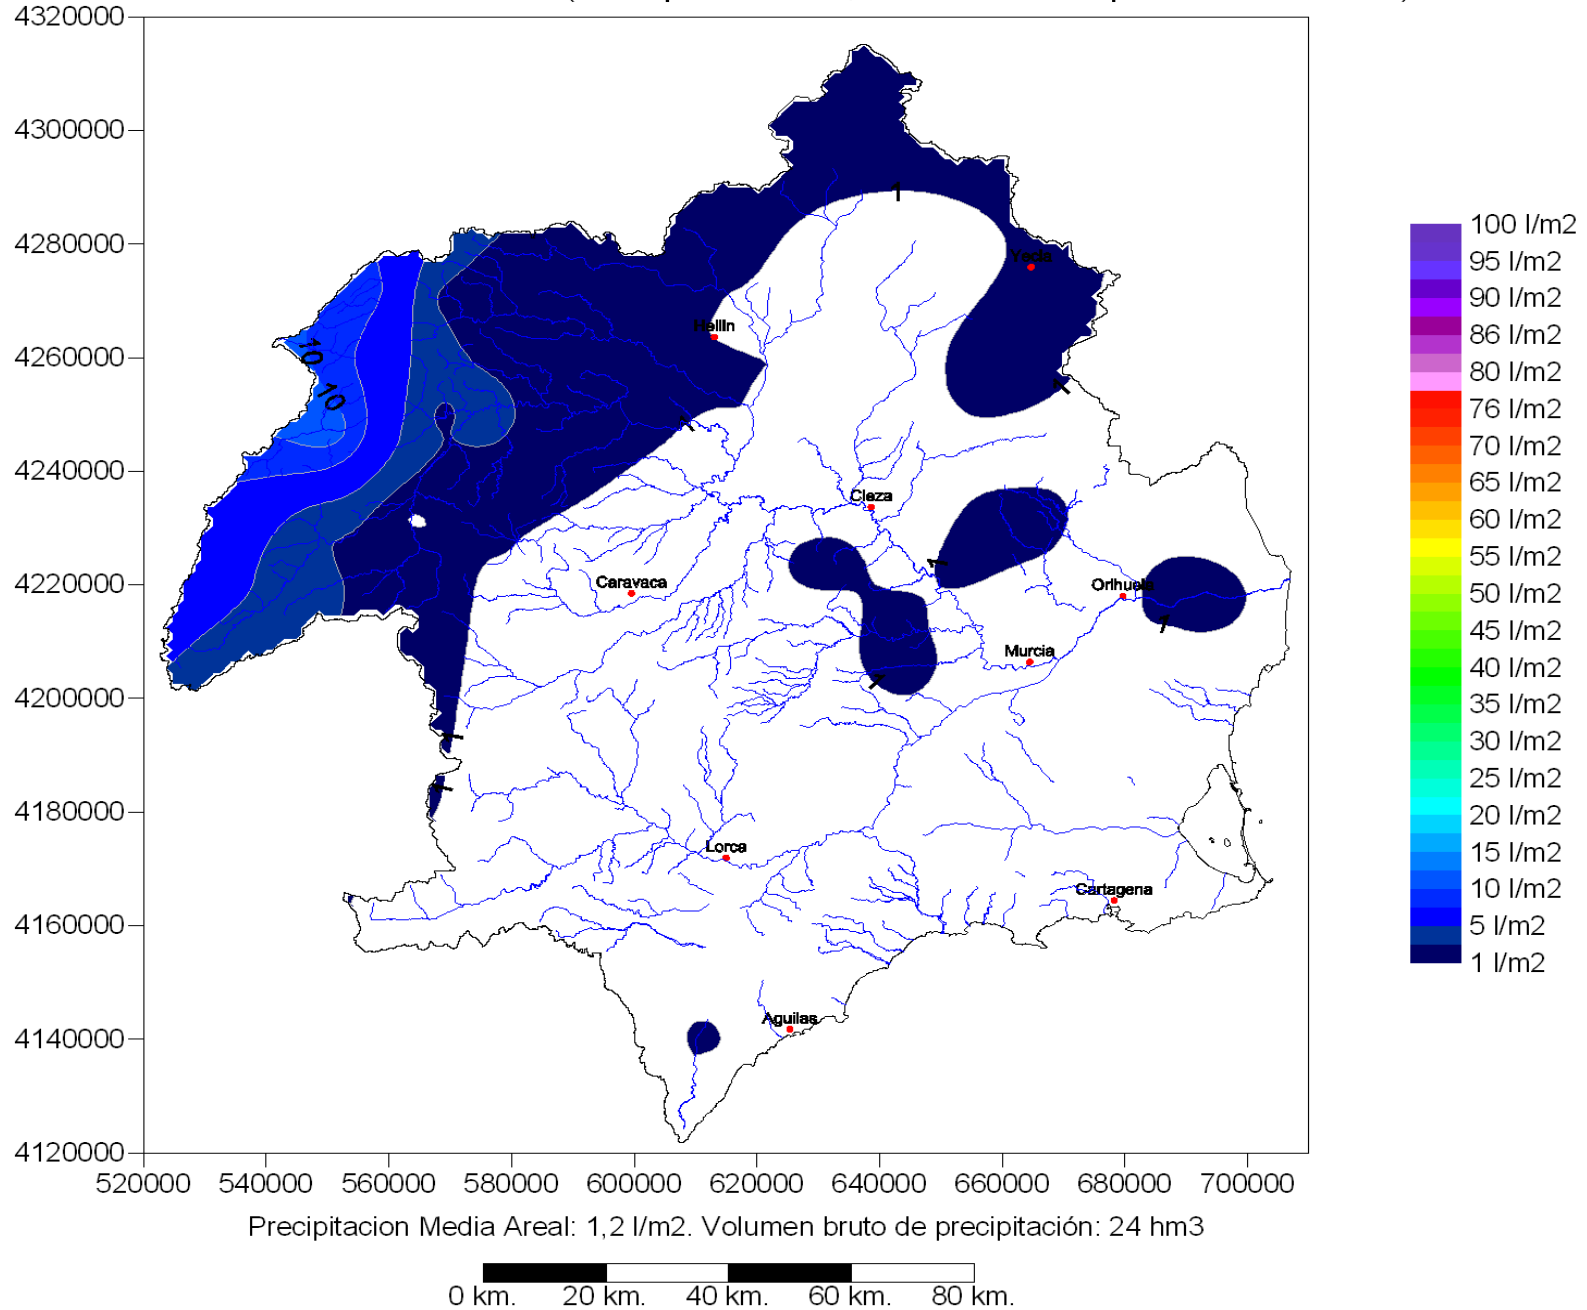 4320000
4300000
4280000
4260000
4240000
4220000
4200000
4180000
4160000
4140000
4120000
520000 540000 560000 580000 600000 620000 640000 660000 680000 700000
1
Yecla
Hellin
10
10
1
1
Cieza
1
Caravaca
Orihuela
1
Murcia
1
1
1
Lorca
Cartagena
Aguilas
100 l/m2
95 l/m2
90 l/m2
86 l/m2
80 l/m2
76 l/m2
70 l/m2
65 l/m2
60 l/m2
55 l/m2
50 l/m2
45 l/m2
40 l/m2
35 l/m2
30 l/m2
25 l/m2
20 l/m2
15 l/m2
10 l/m2
5 l/m2
1 l/m2
Precipitacion Media Areal: 1,2 l/m2. Volumen bruto de precipitación: 24 hm3
0 km. 20 km. 40 km. 60 km. 80 km.